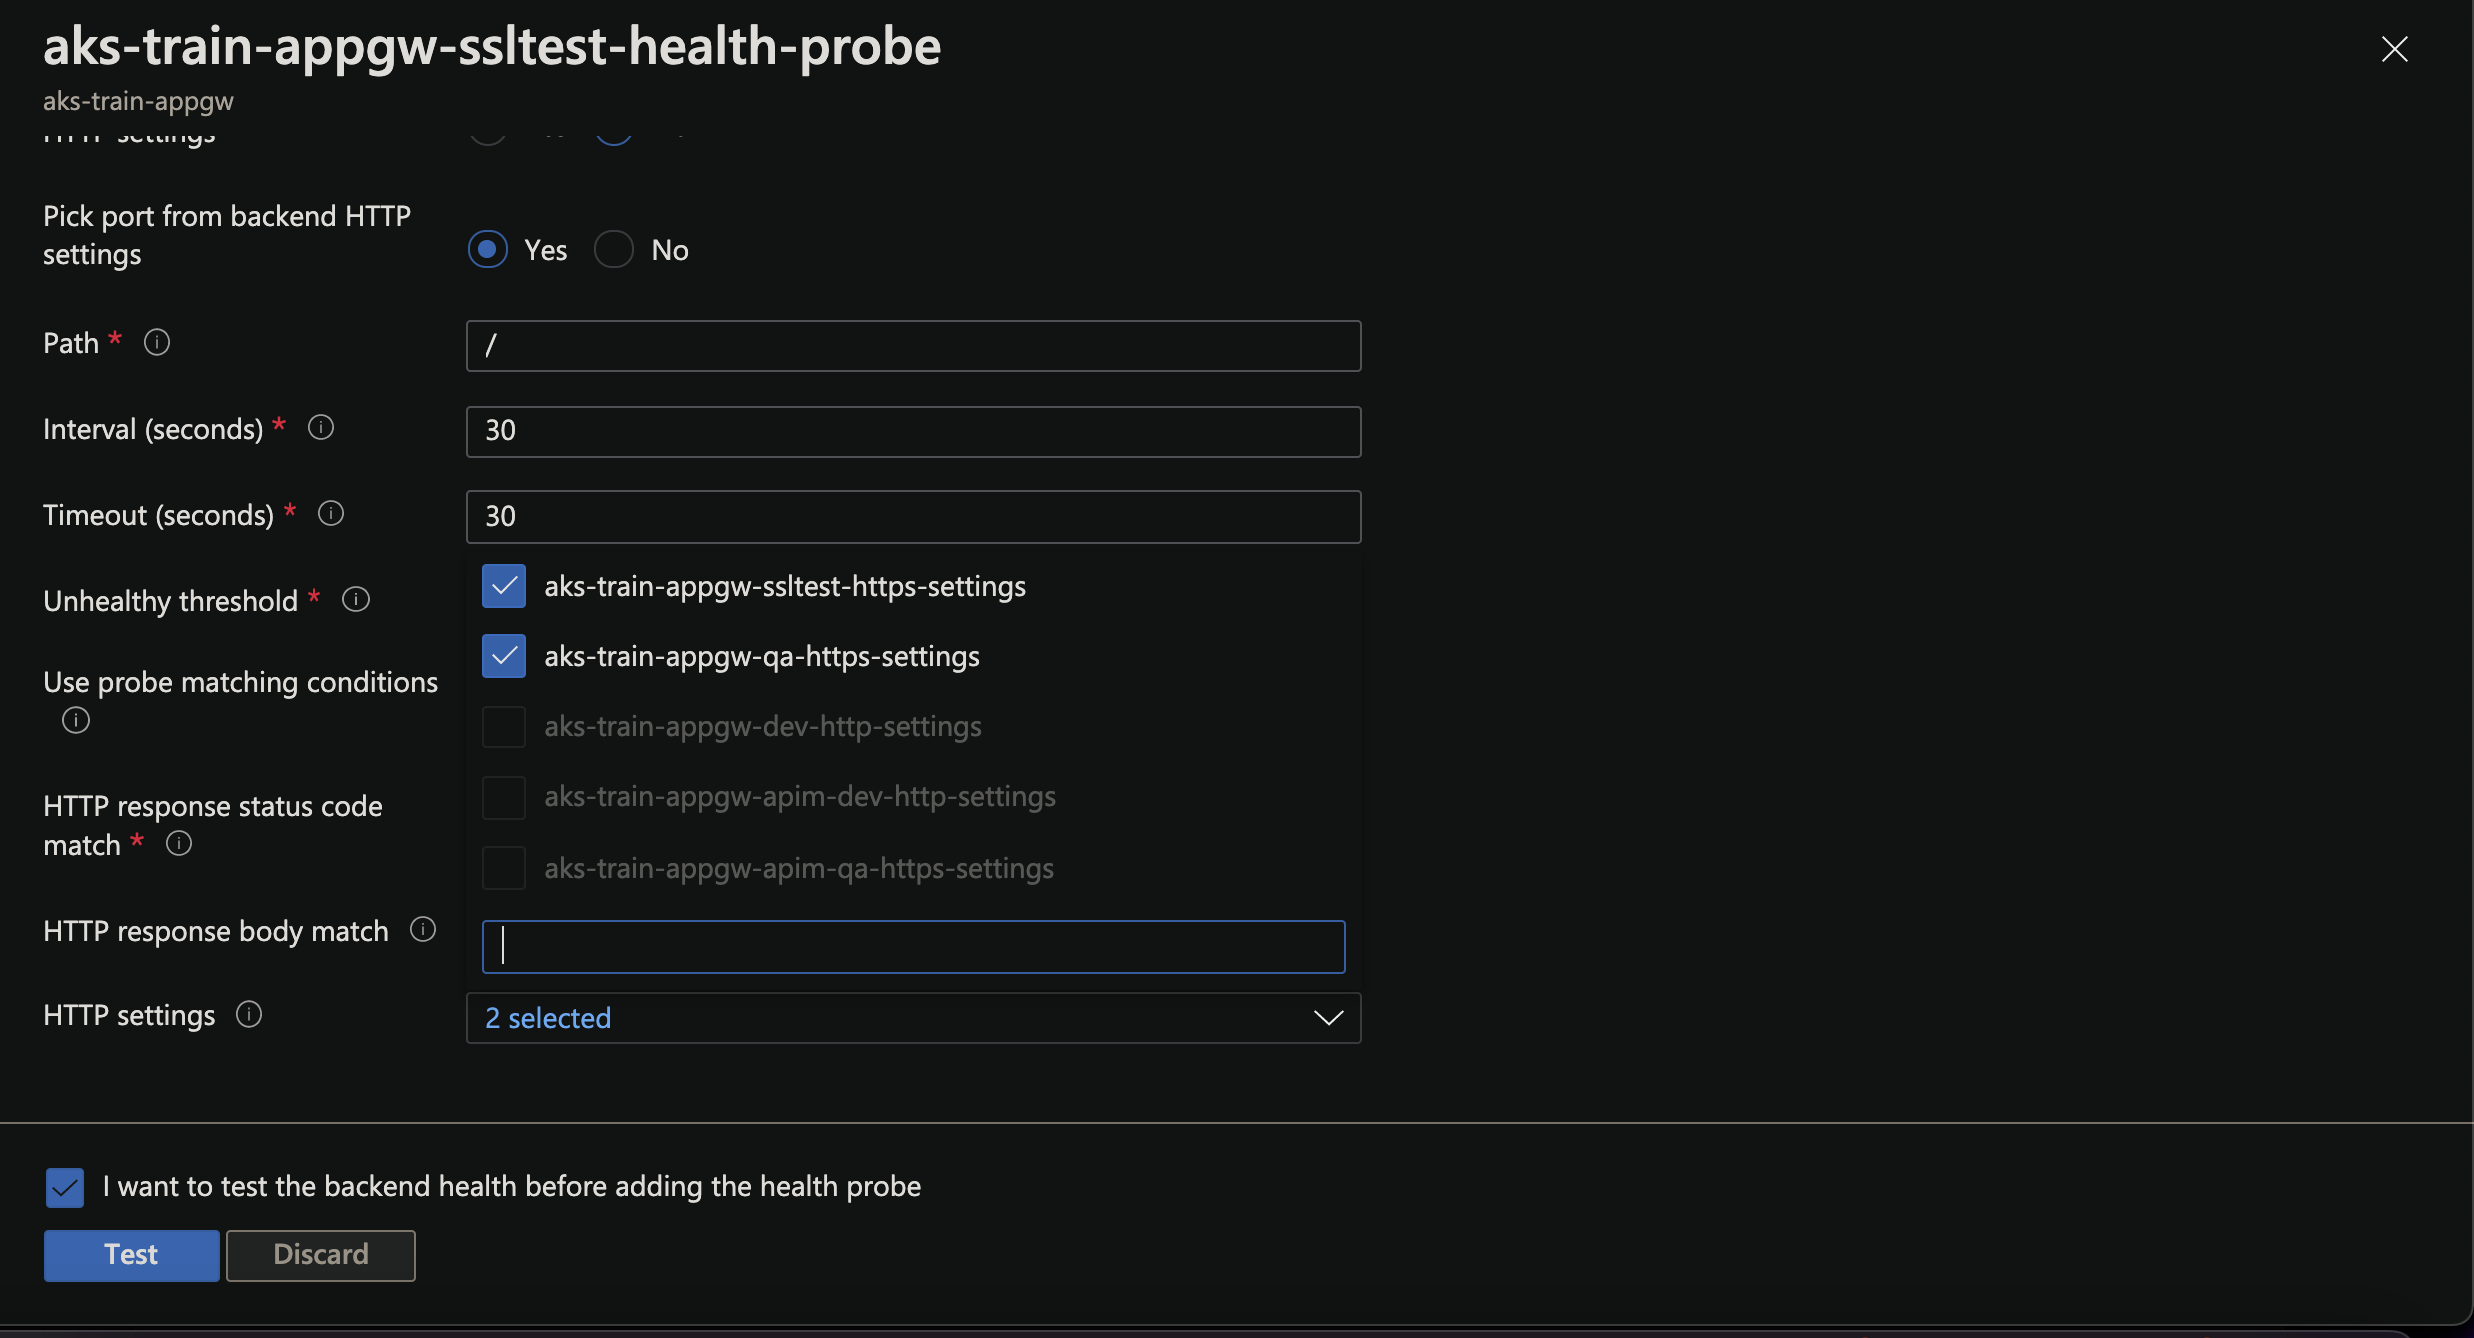 aks-train-appgw-ssltest-health-probe
aks-train-appgw
HTTP settings
Pick port from backend HTTP
settings
Yes No
Path *
/
Interval (seconds) *
30
Timeout (seconds) *
30
aks-train-appgw-ssltest-https-settings
Unhealthy threshold *
aks-train-appgw-qa-https-settings
Use probe matching conditions
aks-train-appgw-dev-http-settings
aks-train-appgw-apim-dev-http-settings
HTTP response status code
match *
aks-train-appgw-apim-qa-https-settings
HTTP response body match
HTTP settings
2 selected
I want to test the backend health before adding the health probe
Test Discard